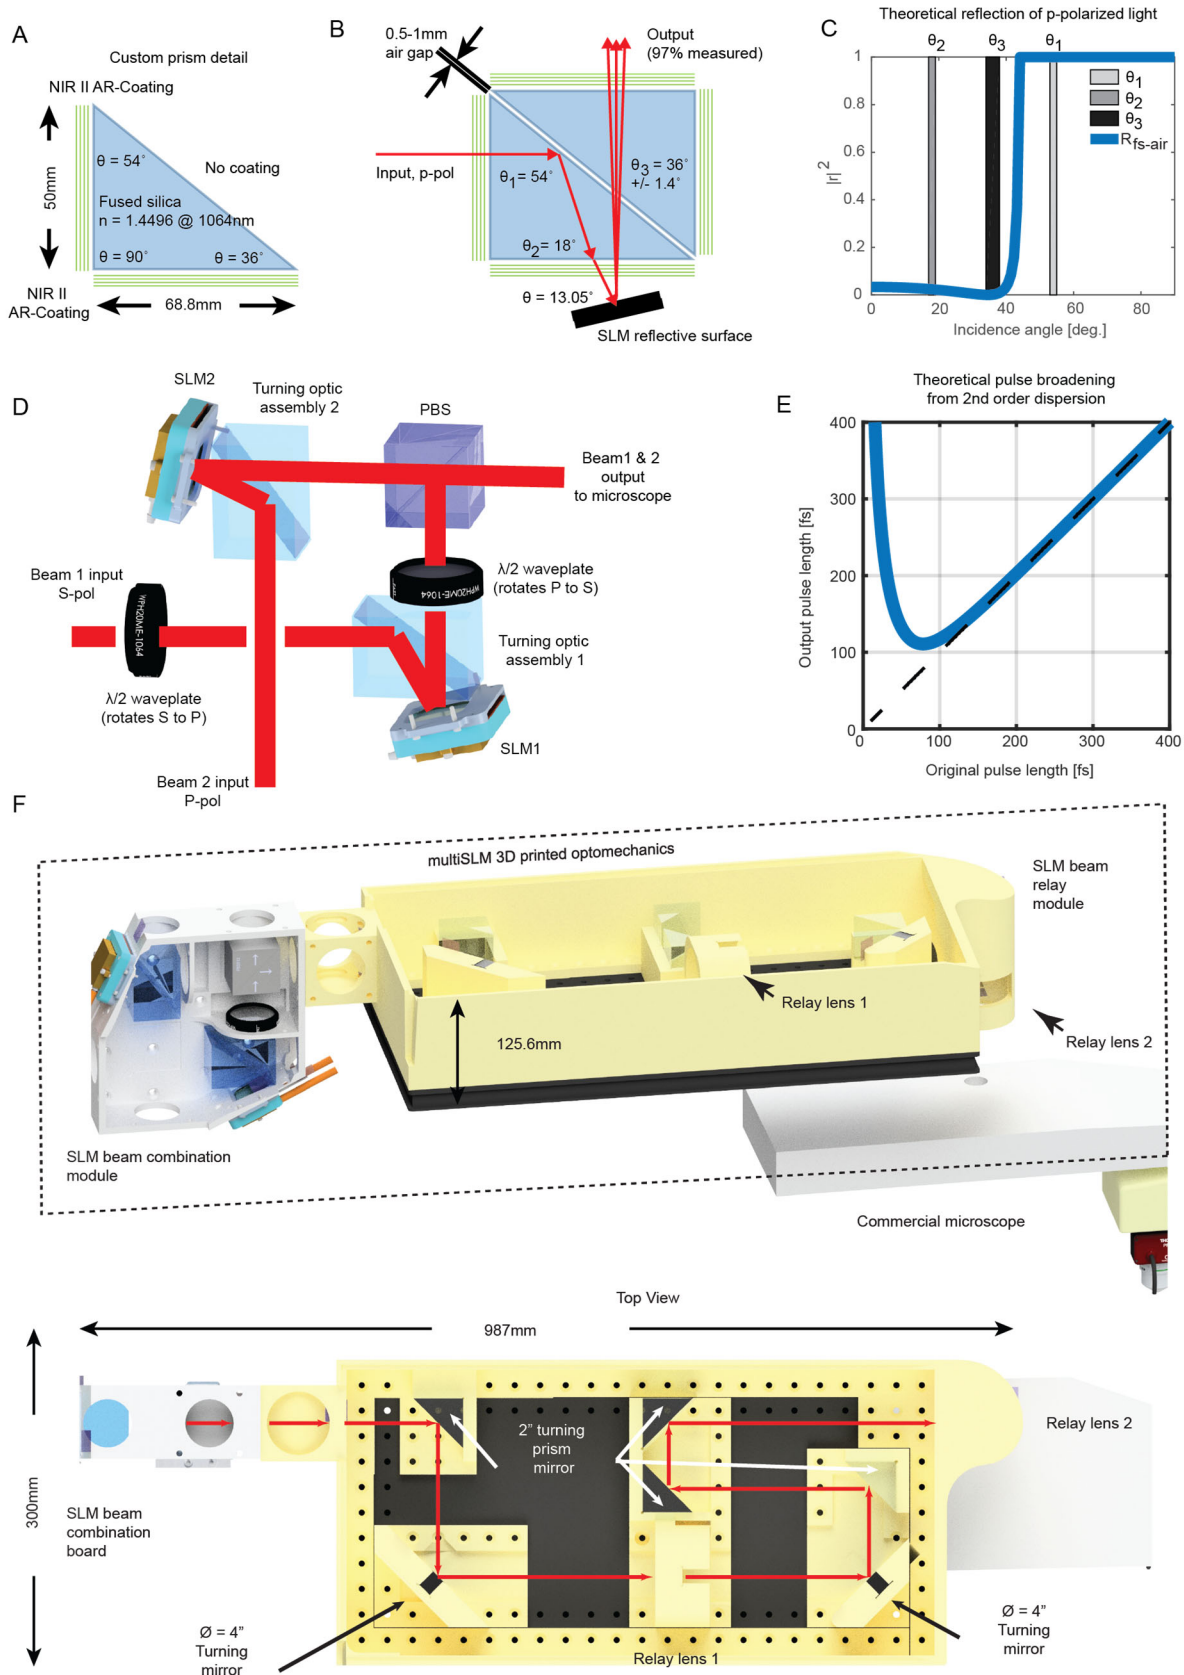 A
Custom prism detail
NIR II AR-Coating
50mm
θ = 54°
No coating
Fused silica
n = 1.4496 @ 1064nm
θ = 90°
θ = 36°
NIR II
AR-Coating
68.8mm
B
0.5-1mm
air gap
Output
(97% measured)
Input, p-pol
θ1 = 54°
θ3 = 36°
+/- 1.4°
θ2 = 18°
θ = 13.05°
SLM reflective surface
Theoretical reflection of p-polarized light
C
θ2
θ3
θ1
1
0.8
0.6
0.4
0.2
0
|r|²
θ1
θ2
θ3
Rfs-air
0
20
40
60
80
Incidence angle [deg.]
D
SLM2
Turning optic
assembly 2
PBS
Beam1 & 2
output
to microscope
Beam 1 input
S-pol
WPH20ME-1064
λ/2 waveplate
(rotates S to P)
WPH20ME-1064
λ/2 waveplate
(rotates P to S)
Turning optic
assembly 1
SLM1
Beam 2 input
P-pol
E
Theoretical pulse broadening
from 2nd order dispersion
400
300
200
100
0
Output pulse length [fs]
0
100
200
300
400
Original pulse length [fs]
F
multiSLM 3D printed optomechanics
SLM beam
relay
module
Relay lens 1
125.6mm
Relay lens 2
SLM beam combination
module
Commercial microscope
Top View
987mm
300mm
2" turning
prism
mirror
Relay lens 2
SLM beam
combination
board
Ø = 4"
Turning
mirror
Relay lens 1
Ø = 4"
Turning
mirror